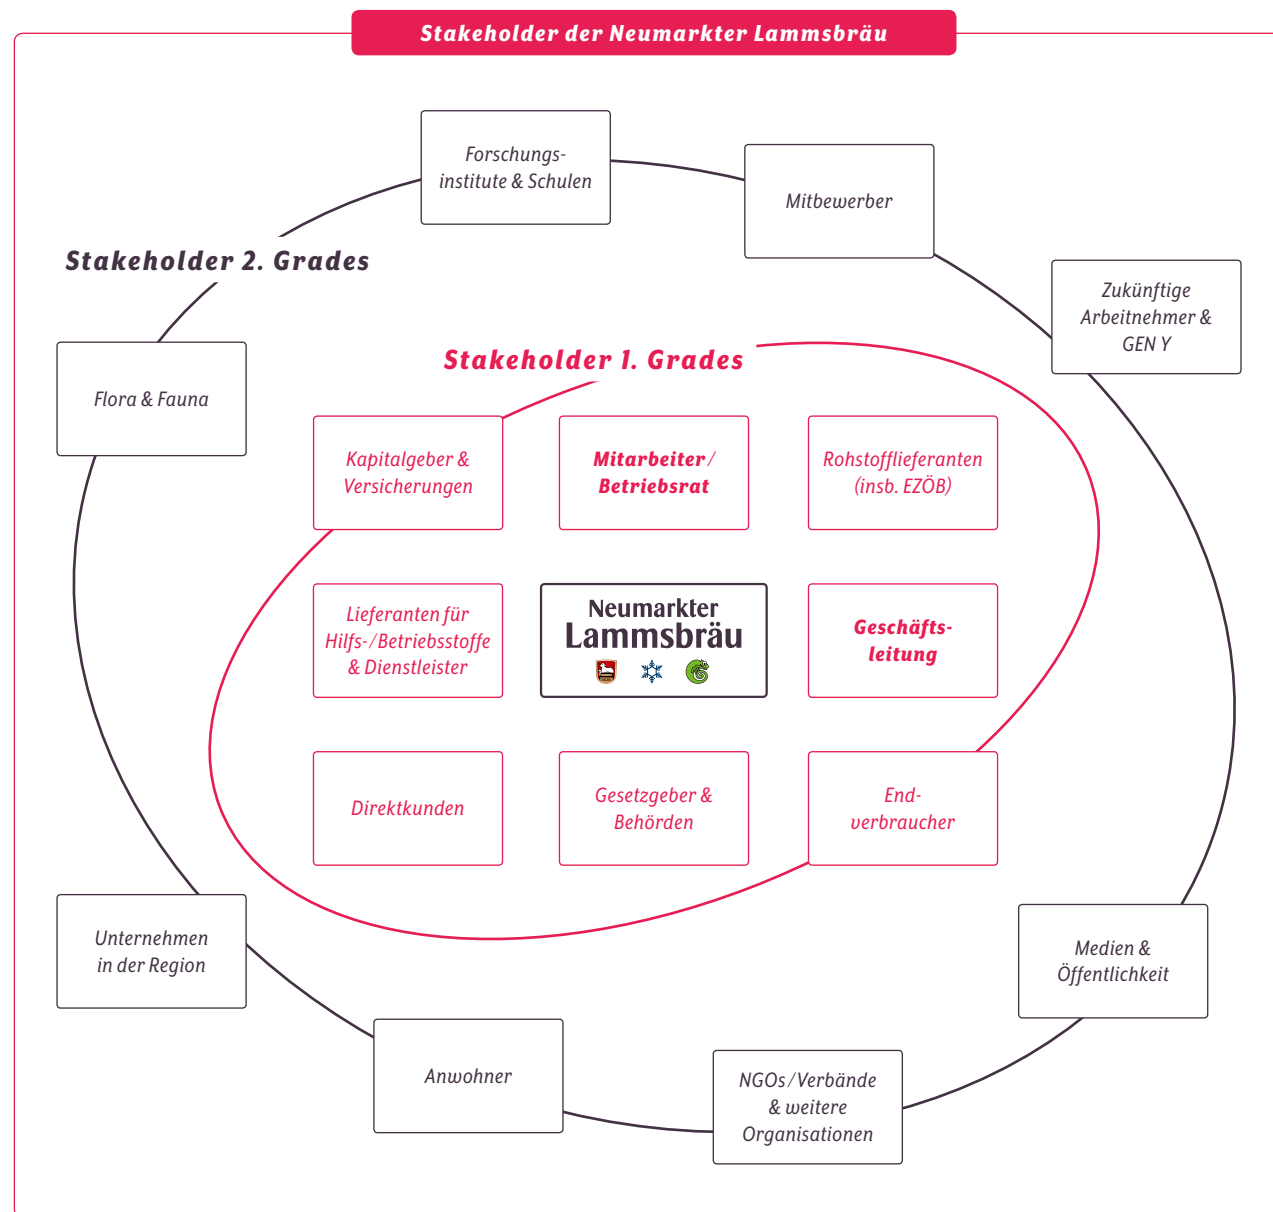 Stakeholder der Neumarkter Lammsbräu
Forschungs-
institute & Schulen
Mitbewerber
Stakeholder 2. Grades
Zukünftige
Arbeitnehmer &
GEN Y
Flora & Fauna
Stakeholder 1. Grades
Kapitalgeber &
Versicherungen
Mitarbeiter/
Betriebsrat
Rohstofflieferanten
(insb. EZÖB)
Lieferanten für
Hilfs-/Betriebsstoffe
& Dienstleister
Neumarkter
Lammsbräu
Geschäfts-
leitung
Direktkunden
Gesetzgeber &
Behörden
End-
verbraucher
Unternehmen
in der Region
Medien &
Öffentlichkeit
Anwohner
NGOs/Verbände
& weitere
Organisationen